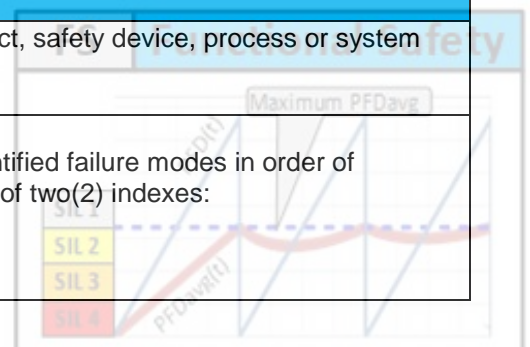 FS Functional Safety
ct, safety device, process or system
Maximum PFDavg
PFD(t)
tified failure modes in order of
of two(2) indexes:
SIL 1
SIL 2
SIL 3
SIL 4
PFDavg(t)